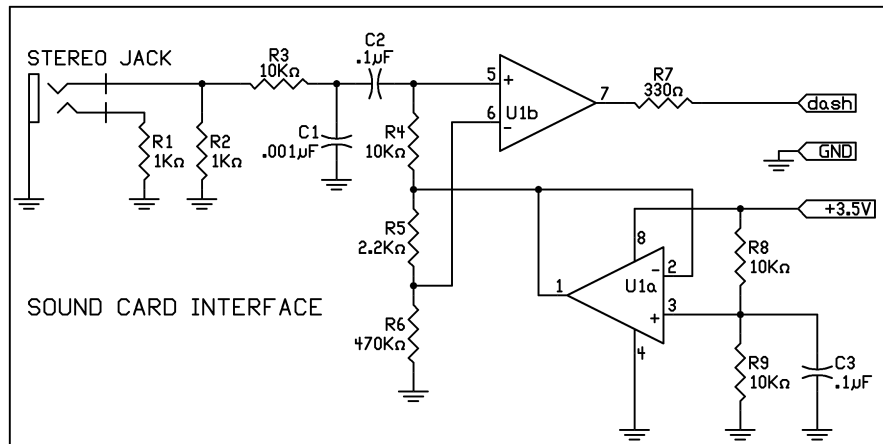 STEREO JACK
R3
10KΩ
C2
.1µF
5
+
6
−
U1b
7
R7
330Ω
dash
GND
+3.5V
R1
1KΩ
R2
1KΩ
C1
.001µF
R4
10KΩ
R5
2.2KΩ
R6
470KΩ
1
8
−
2
U1a
+
3
4
R8
10KΩ
R9
10KΩ
C3
.1µF
SOUND CARD INTERFACE